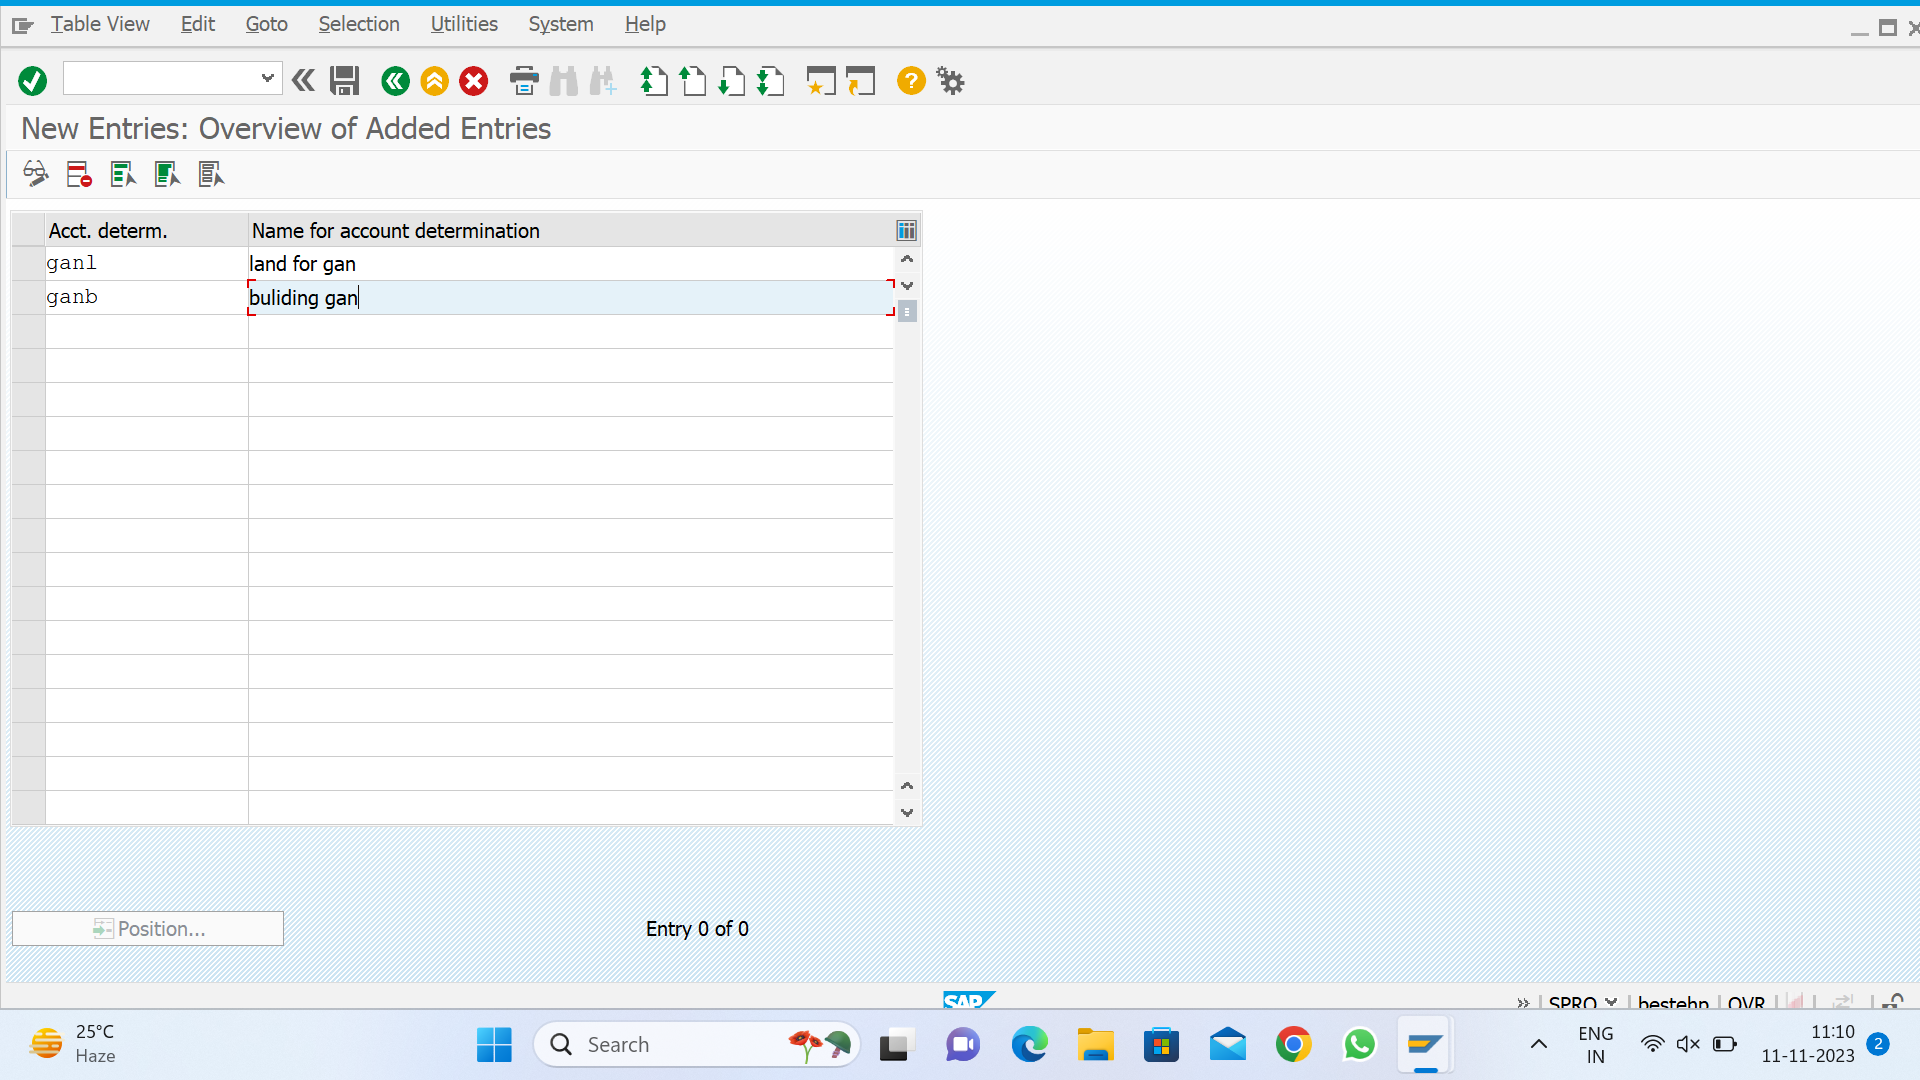 Table View Edit Goto Selection Utilities System Help
New Entries: Overview of Added Entries
Acct. determ. Name for account determination
ganl land for gan
ganb buliding gan
Position... Entry 0 of 0
SAP SPRO bestehp OVR
25°C
Haze
Search
ENG
IN
11:10
11-11-2023
2